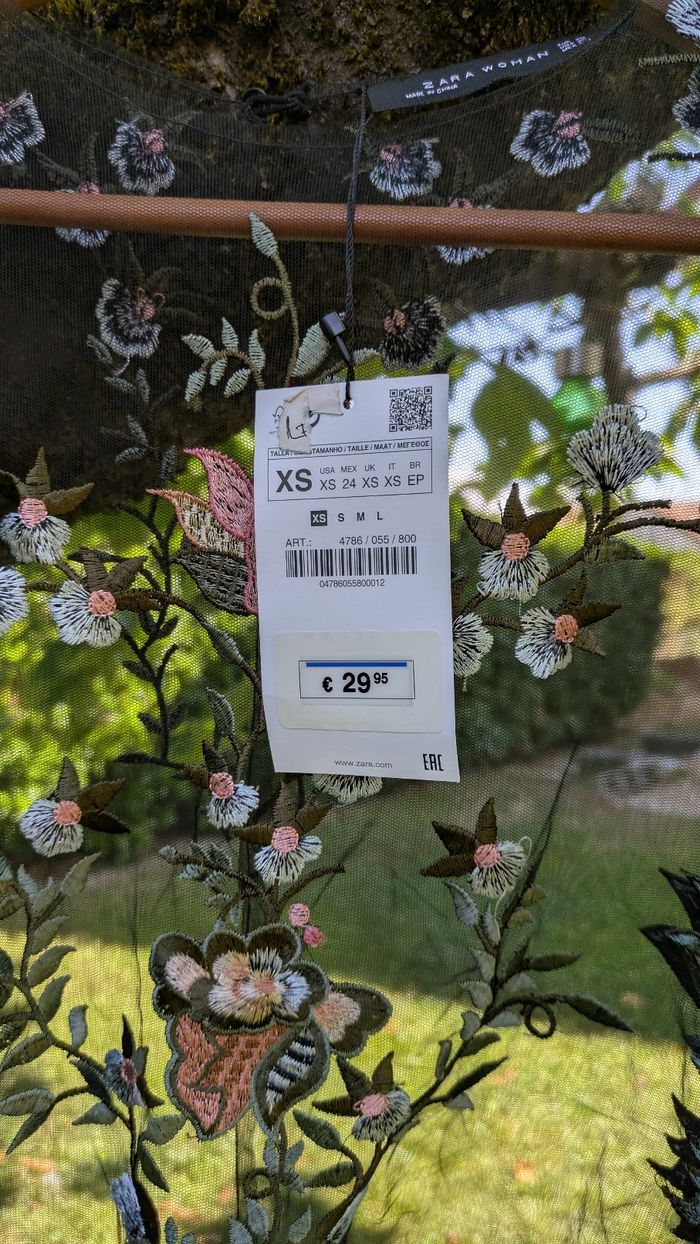 ZARA WOMAN
MADE IN CHINA
TAMANHO / TAILLE / MAAT / ΜΕΓΕΘΟΣ
XS
USA MEX UK IT BR
XS 24 XS XS EP
XS S M L
ART.: 4786 / 055 / 800
04786055800012
€ 29 95
www.zara.com
EAC